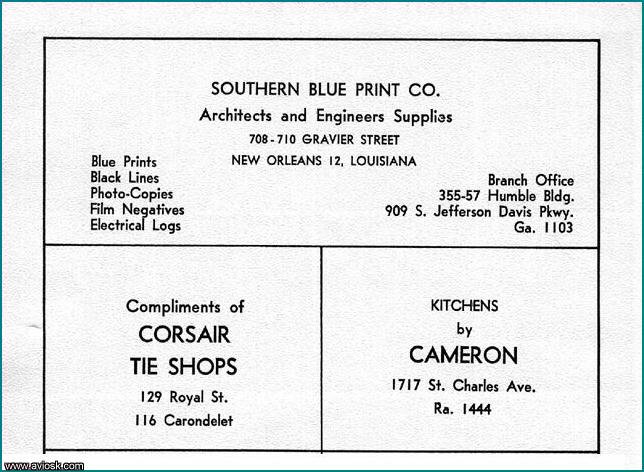 SOUTHERN BLUE PRINT CO.
Architects and Engineers Supplies
708-710 GRAVIER STREET
NEW ORLEANS 12, LOUISIANA
Blue Prints
Black Lines
Photo-Copies
Film Negatives
Electrical Logs
Branch Office
355-57 Humble Bldg.
909 S. Jefferson Davis Pkwy.
Ga. 1103
Compliments of
CORSAIR
TIE SHOPS
129 Royal St.
116 Carondelet
KITCHENS
by
CAMERON
1717 St. Charles Ave.
Ra. 1444
www.aviosk.com